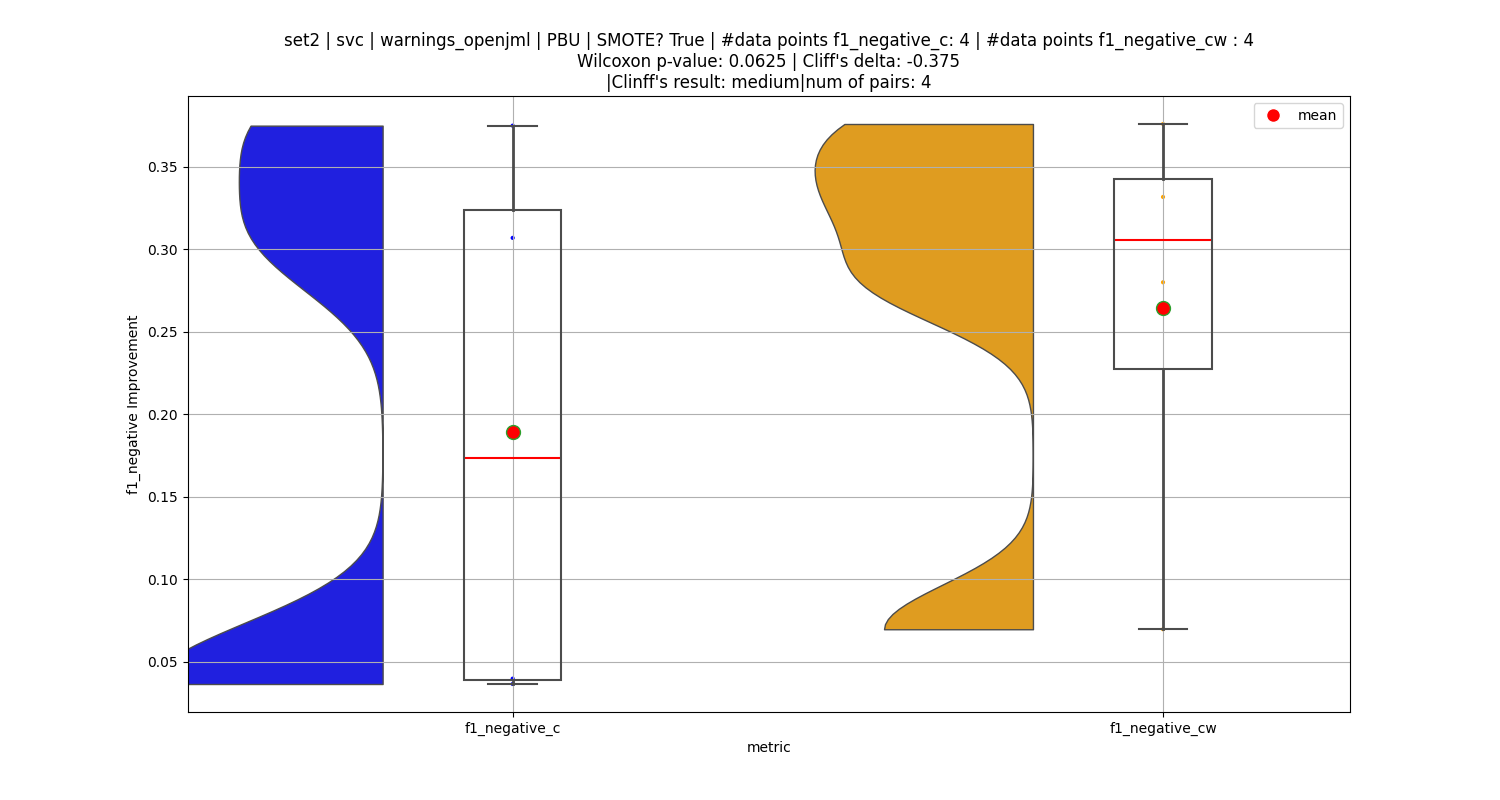 set2 | svc | warnings_openjml | PBU | SMOTE? True | #data points f1_negative_c: 4 | #data points f1_negative_cw : 4
Wilcoxon p-value: 0.0625 | Cliff's delta: -0.375
|Clinff's result: medium|num of pairs: 4
mean
0.35
0.30
0.25
0.20
0.15
0.10
0.05
f1_negative Improvement
f1_negative_c
f1_negative_cw
metric